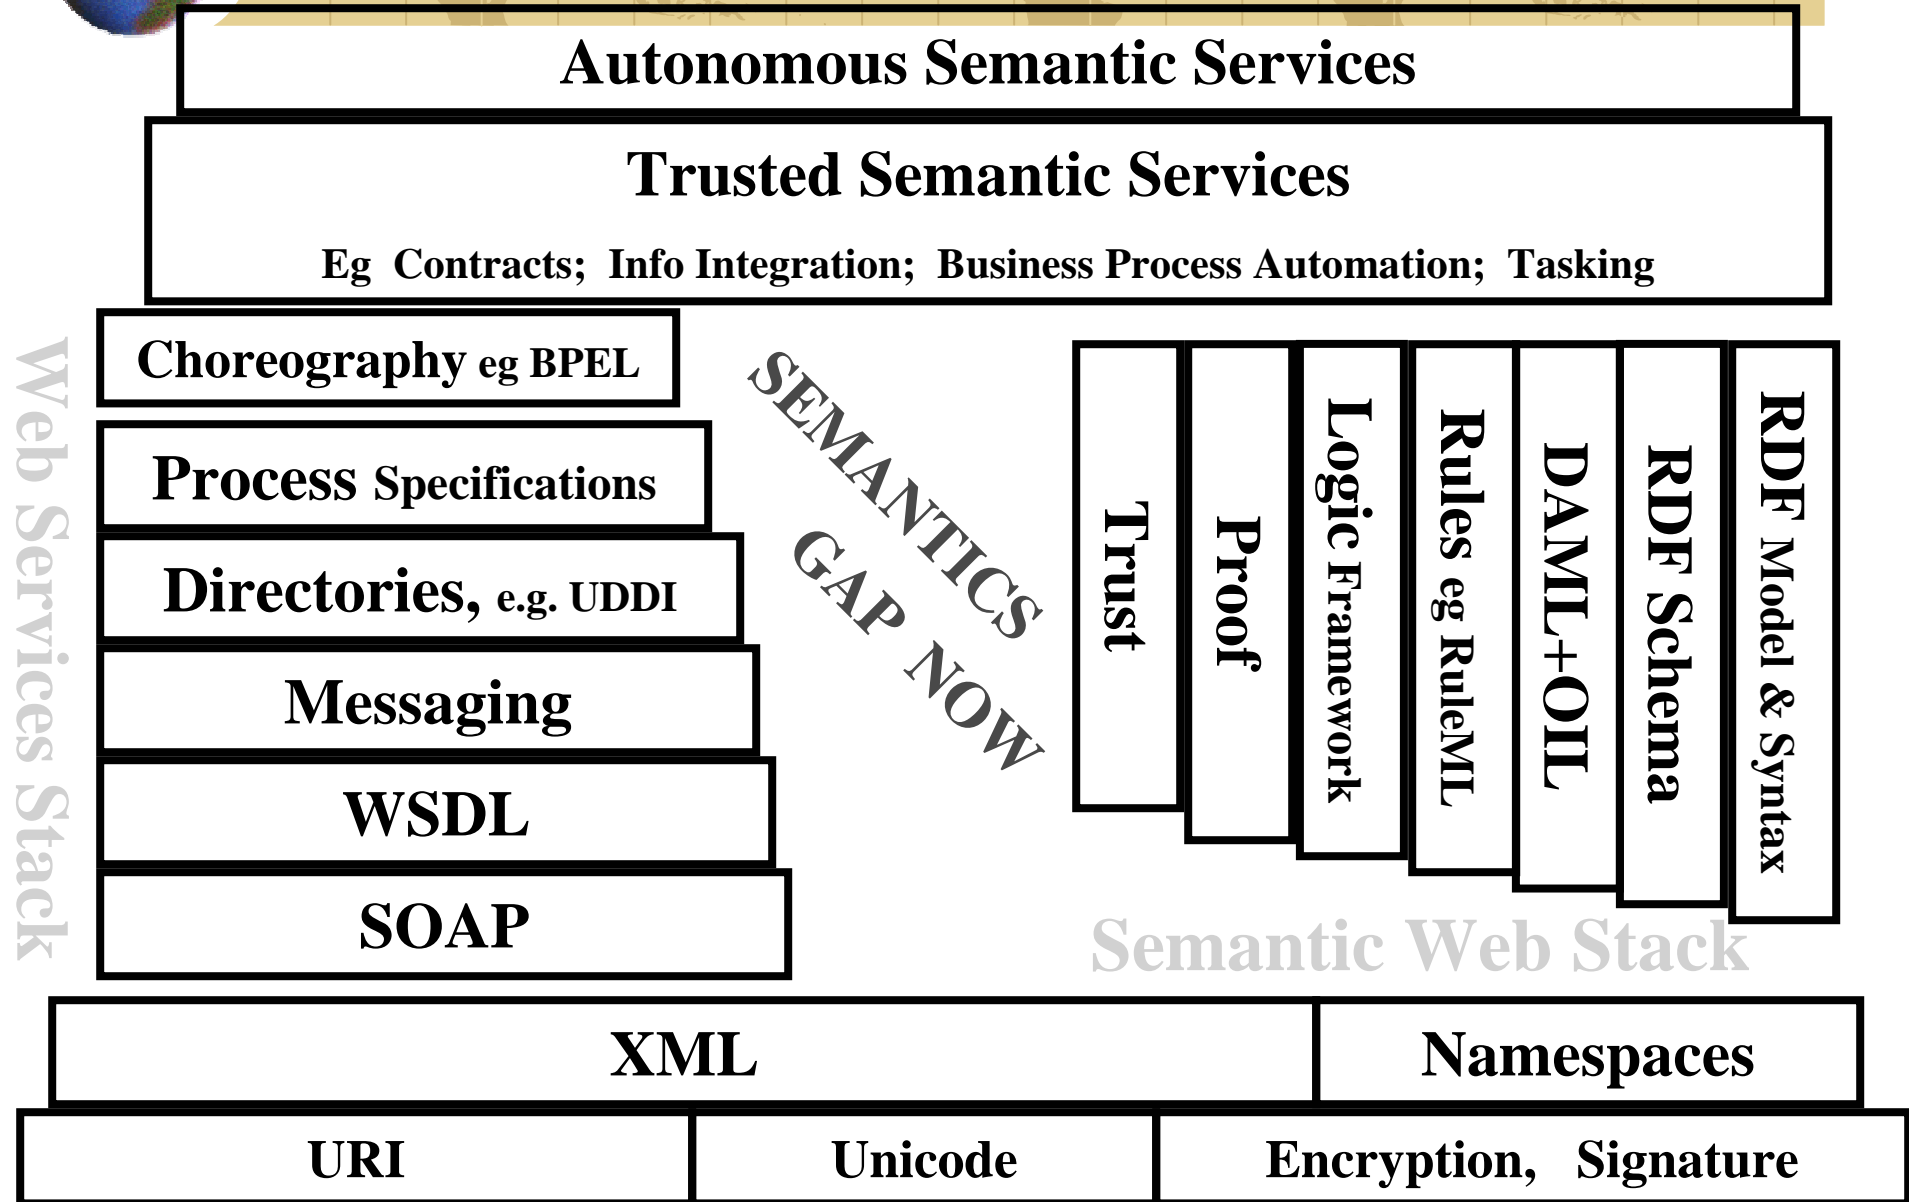 Autonomous Semantic Services
Trusted Semantic Services
Eg Contracts; Info Integration; Business Process Automation; Tasking
Web Services Stack
Choreography eg BPEL
Process Specifications
Directories, e.g. UDDI
Messaging
WSDL
SOAP
SEMANTICS
GAP NOW
Trust
Proof
Logic Framework
Rules eg RuleML
DAML+OIL
RDF Schema
RDF Model & Syntax
Semantic Web Stack
XML
Namespaces
URI
Unicode
Encryption, Signature